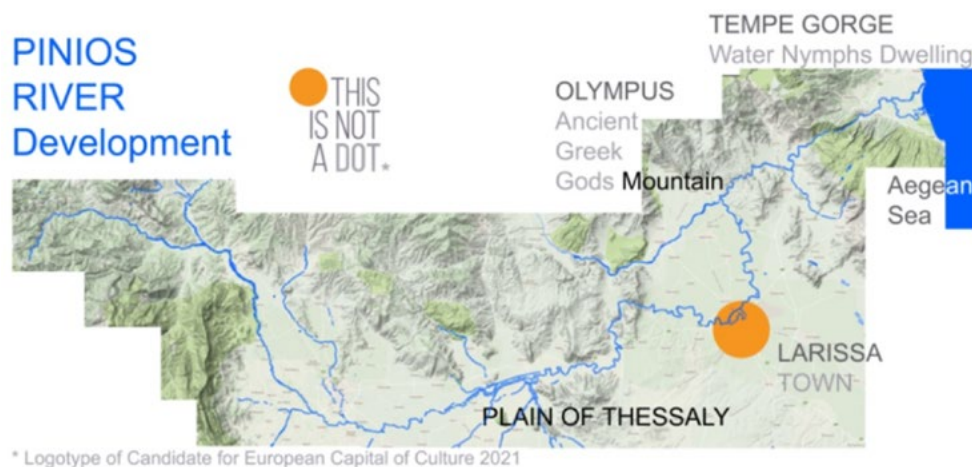 PINIOS
RIVER
Development
THIS
IS NOT
A DOT*
TEMPE GORGE
Water Nymphs Dwelling
OLYMPUS
Ancient
Greek
Gods Mountain
Aegean
Sea
LARISSA
TOWN
PLAIN OF THESSALY
* Logotype of Candidate for European Capital of Culture 2021